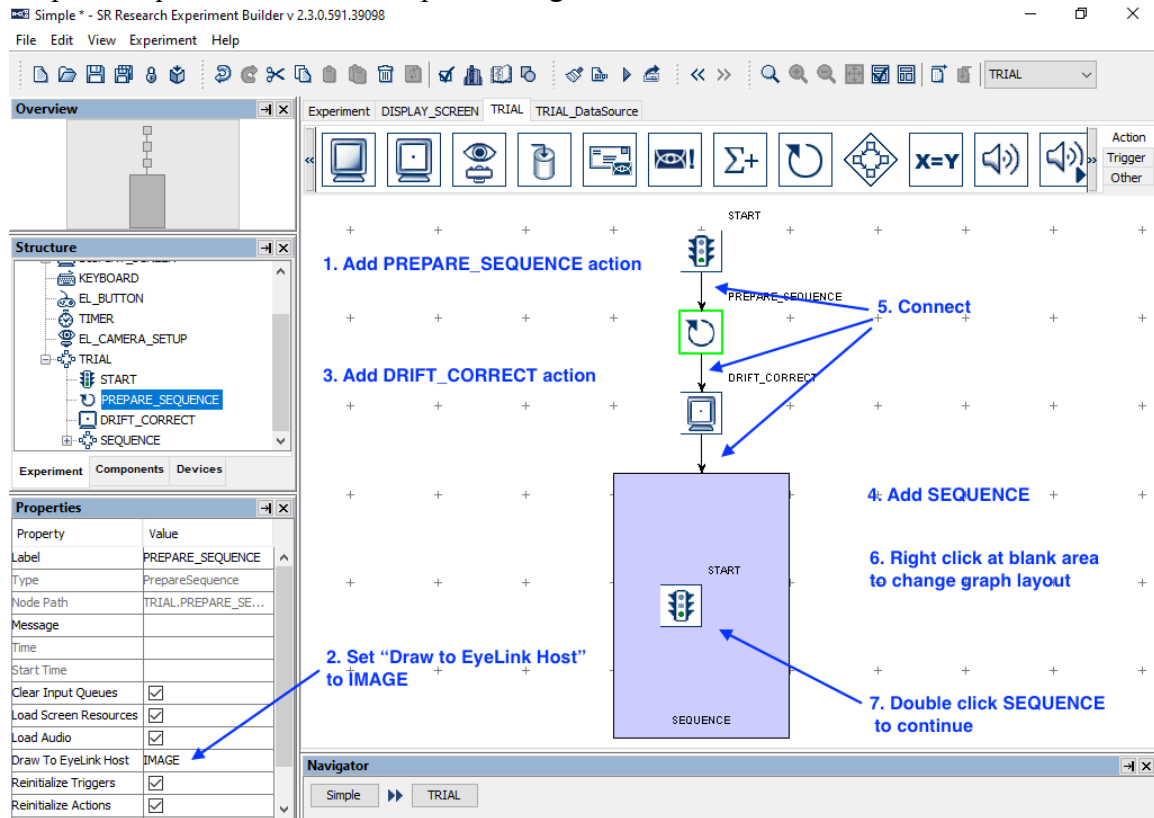 Simple * - SR Research Experiment Builder v 2.3.0.591.39098
File Edit View Experiment Help
TRIAL
Overview
Experiment DISPLAY_SCREEN TRIAL TRIAL_DataSource
Action
Trigger
Other
X=Y
Structure
KEYBOARD
EL_BUTTON
TIMER
EL_CAMERA_SETUP
TRIAL
START
PREPARE_SEQUENCE
DRIFT_CORRECT
SEQUENCE
Experiment Components Devices
Properties
Property Value
Label PREPARE_SEQUENCE
Type PrepareSequence
Node Path TRIAL.PREPARE_SE...
Message
Time
Start Time
Clear Input Queues
Load Screen Resources
Load Audio
Draw To EyeLink Host IMAGE
Reinitialize Triggers
Reinitialize Actions
START
1. Add PREPARE_SEQUENCE action
PREPARE_SEQUENCE
5. Connect
3. Add DRIFT_CORRECT action
DRIFT_CORRECT
4. Add SEQUENCE
6. Right click at blank area
to change graph layout
START
2. Set “Draw to EyeLink Host”
to IMAGE
7. Double click SEQUENCE
to continue
SEQUENCE
Navigator
Simple TRIAL